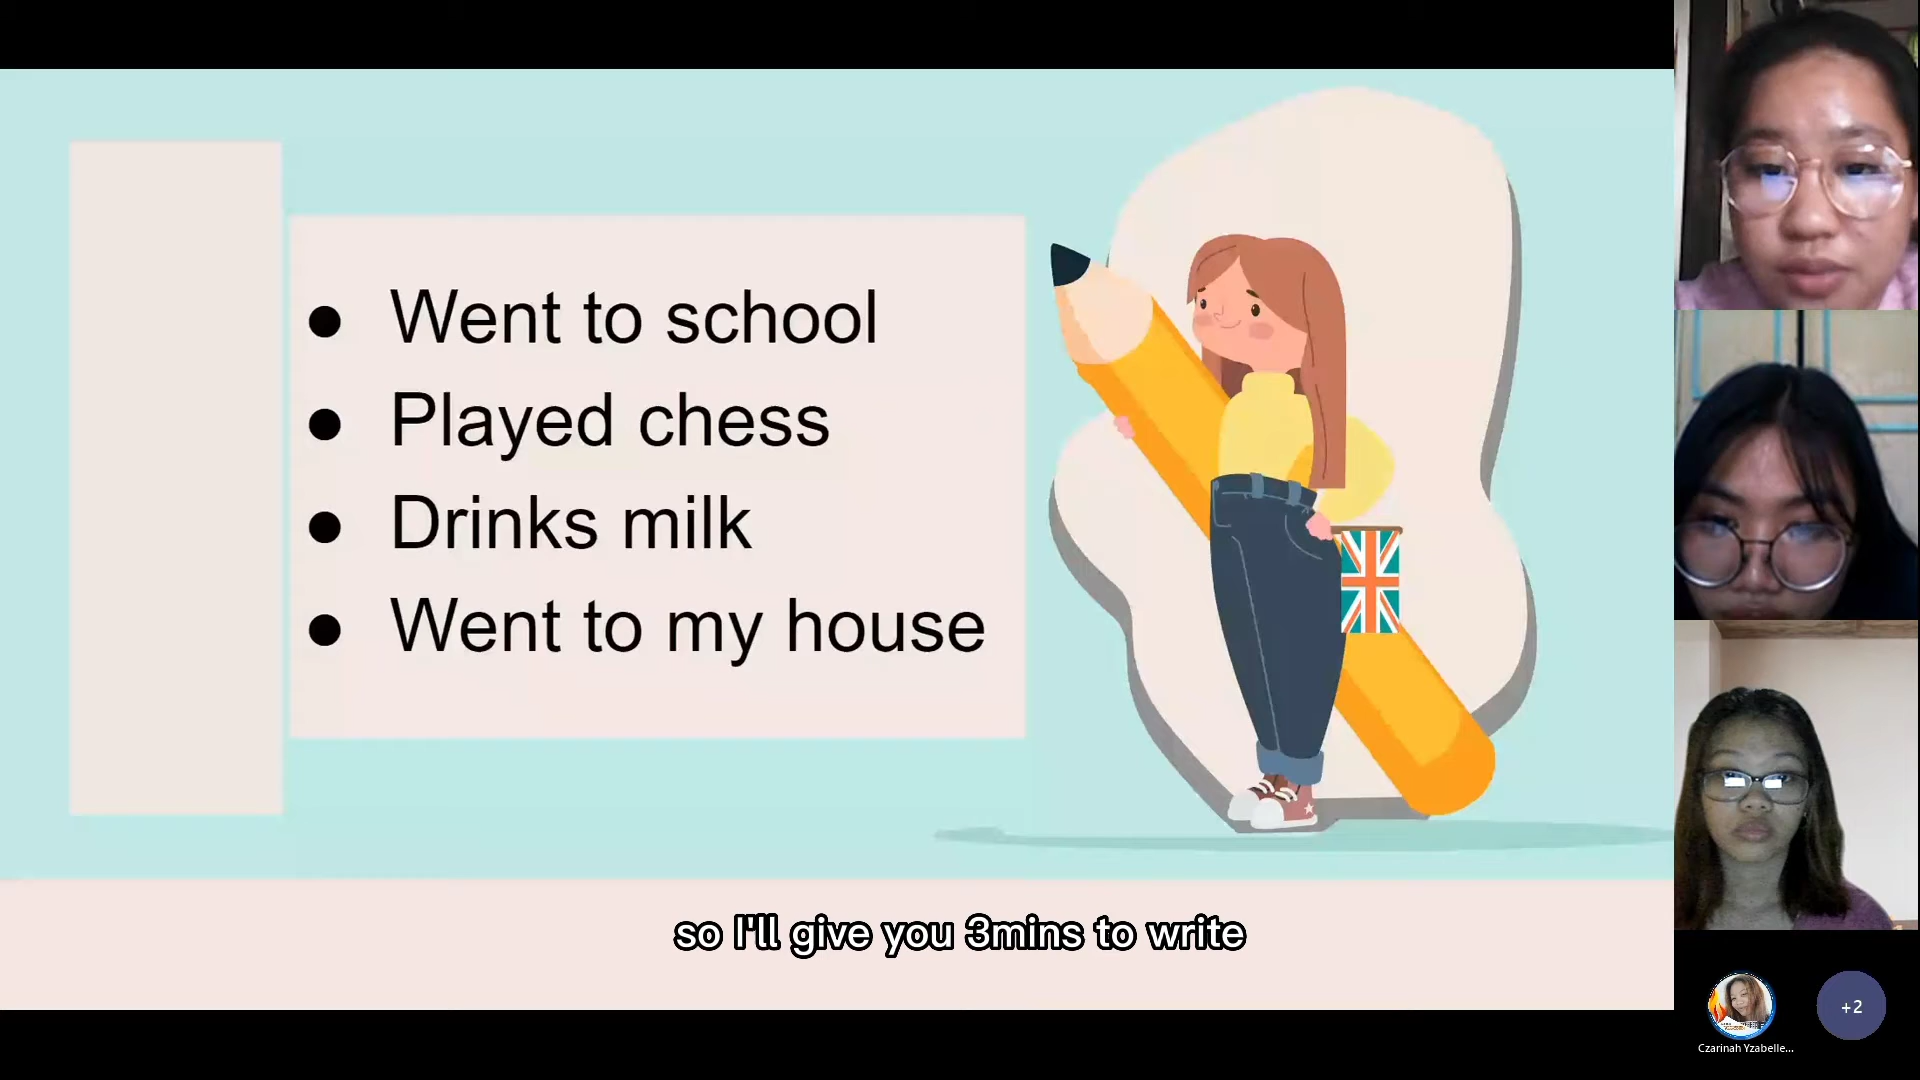 ● Went to school
● Played chess
● Drinks milk
● Went to my house
so I'll give you 3mins to write
+2
Czarinah Yzabelle...